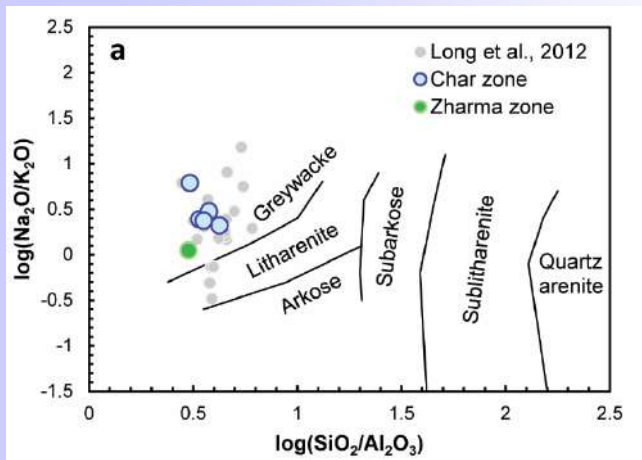 a
Long et al., 2012
Char zone
Zharma zone
2.5
2
1.5
1
0.5
0
-0.5
-1
-1.5
log(Na₂O/K₂O)
Greywacke
Litharenite
Arkose
Subarkose
Sublitharenite
Quartz
arenite
0
0.5
1
1.5
2
2.5
log(SiO₂/Al₂O₃)